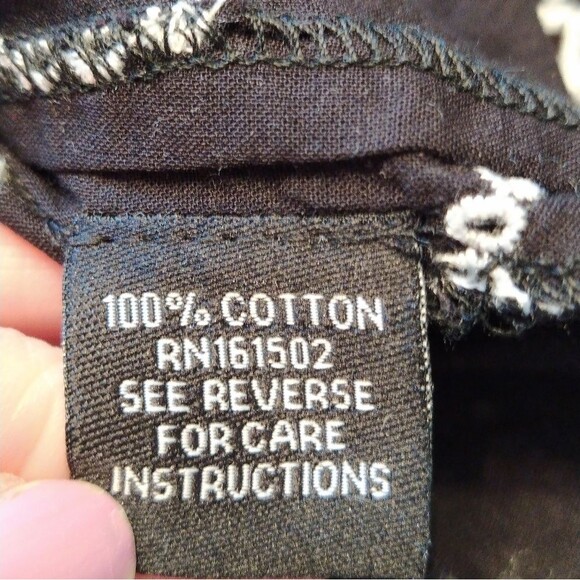 100% COTTON
RN161502
SEE REVERSE
FOR CARE
INSTRUCTIONS